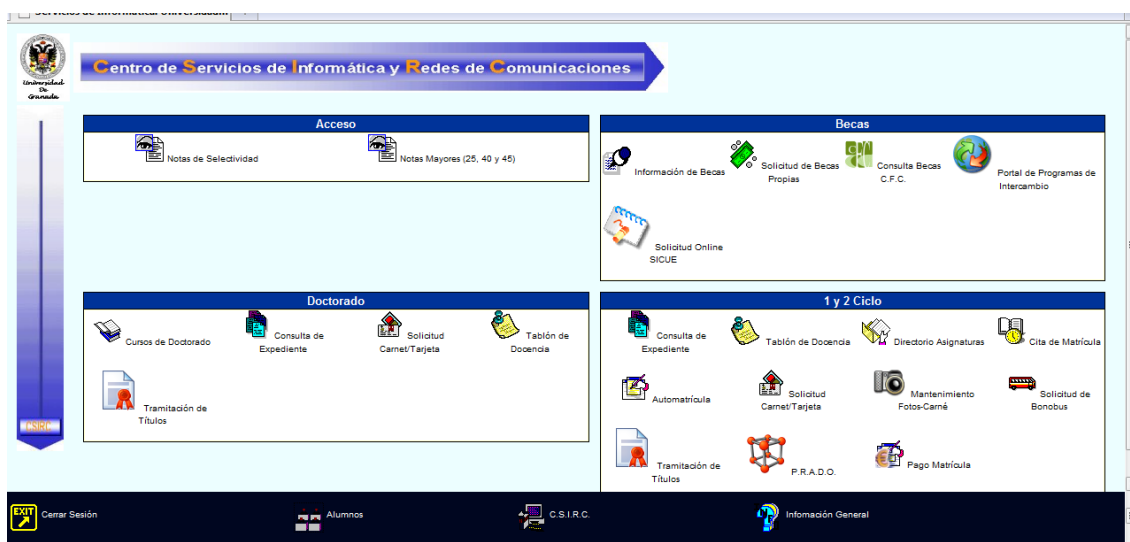 Servicios de Informática: Universidad...
Universidad
De
Granada
Centro de Servicios de Informática y Redes de Comunicaciones
Acceso
Notas de Selectividad
Notas Mayores (25, 40 y 45)
Becas
Información de Becas
Solicitud de Becas
Propias
Consulta Becas
C.F.C.
Portal de Programas de
Intercambio
Solicitud Online
SICUE
Doctorado
Cursos de Doctorado
Consulta de
Expediente
Solicitud
Carnet/Tarjeta
Tablón de
Docencia
Tramitación de
Títulos
1 y 2 Ciclo
Consulta de
Expediente
Tablón de Docencia
Directorio Asignaturas
Cita de Matrícula
Automatrícula
Solicitud
Carnet/Tarjeta
Mantenimiento
Fotos-Carné
Solicitud de
Bonobus
Tramitación de
Títulos
P.R.A.D.O.
Pago Matrícula
CSIRC
EXIT
Cerrar Sesión
Alumnos
C.S.I.R.C.
Infomación General